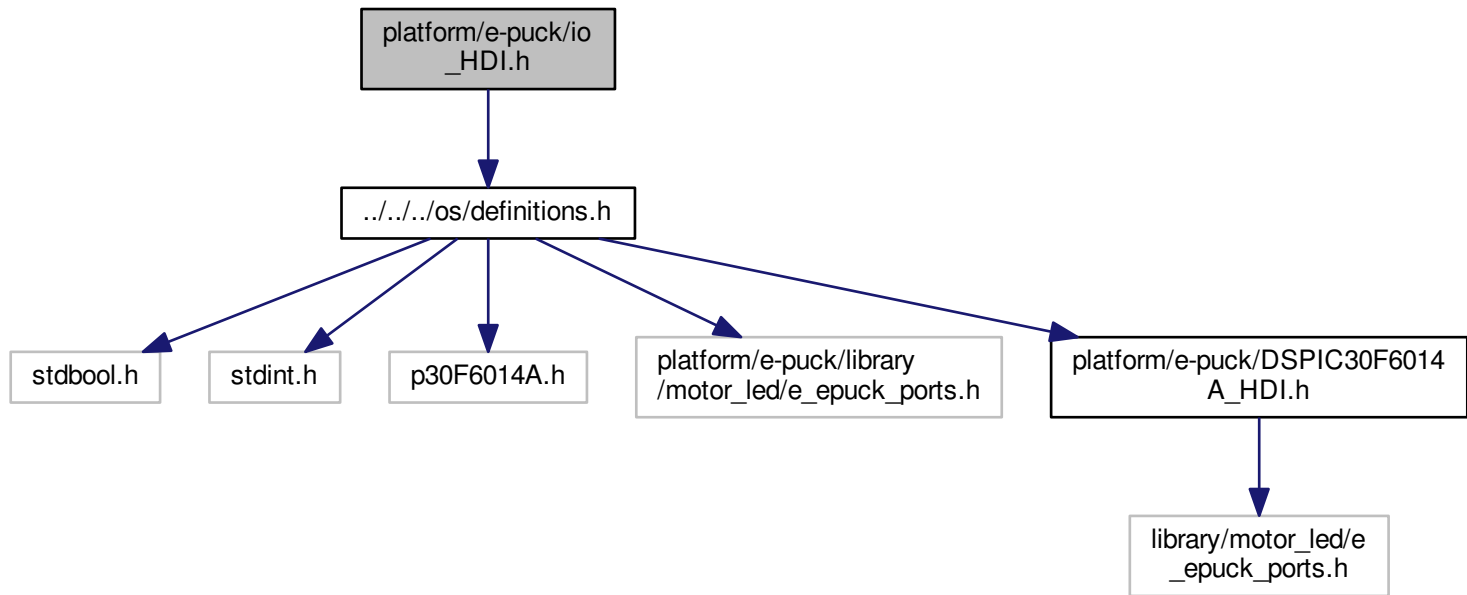 platform/e-puck/io
_HDI.h
../../../os/definitions.h
stdbool.h
stdint.h
p30F6014A.h
platform/e-puck/library
/motor_led/e_epuck_ports.h
platform/e-puck/DSPIC30F6014
A_HDI.h
library/motor_led/e
_epuck_ports.h